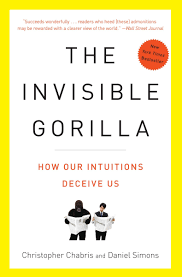 "Succeeds wonderfully . . . readers who heed [these] admonitions
may be rewarded with a clearer view of the world." —Wall Street Journal
THE
INVISIBLE
GORILLA
New York Times
Bestseller
HOW OUR INTUITIONS
DECEIVE US
Christopher Chabris and Daniel Simons